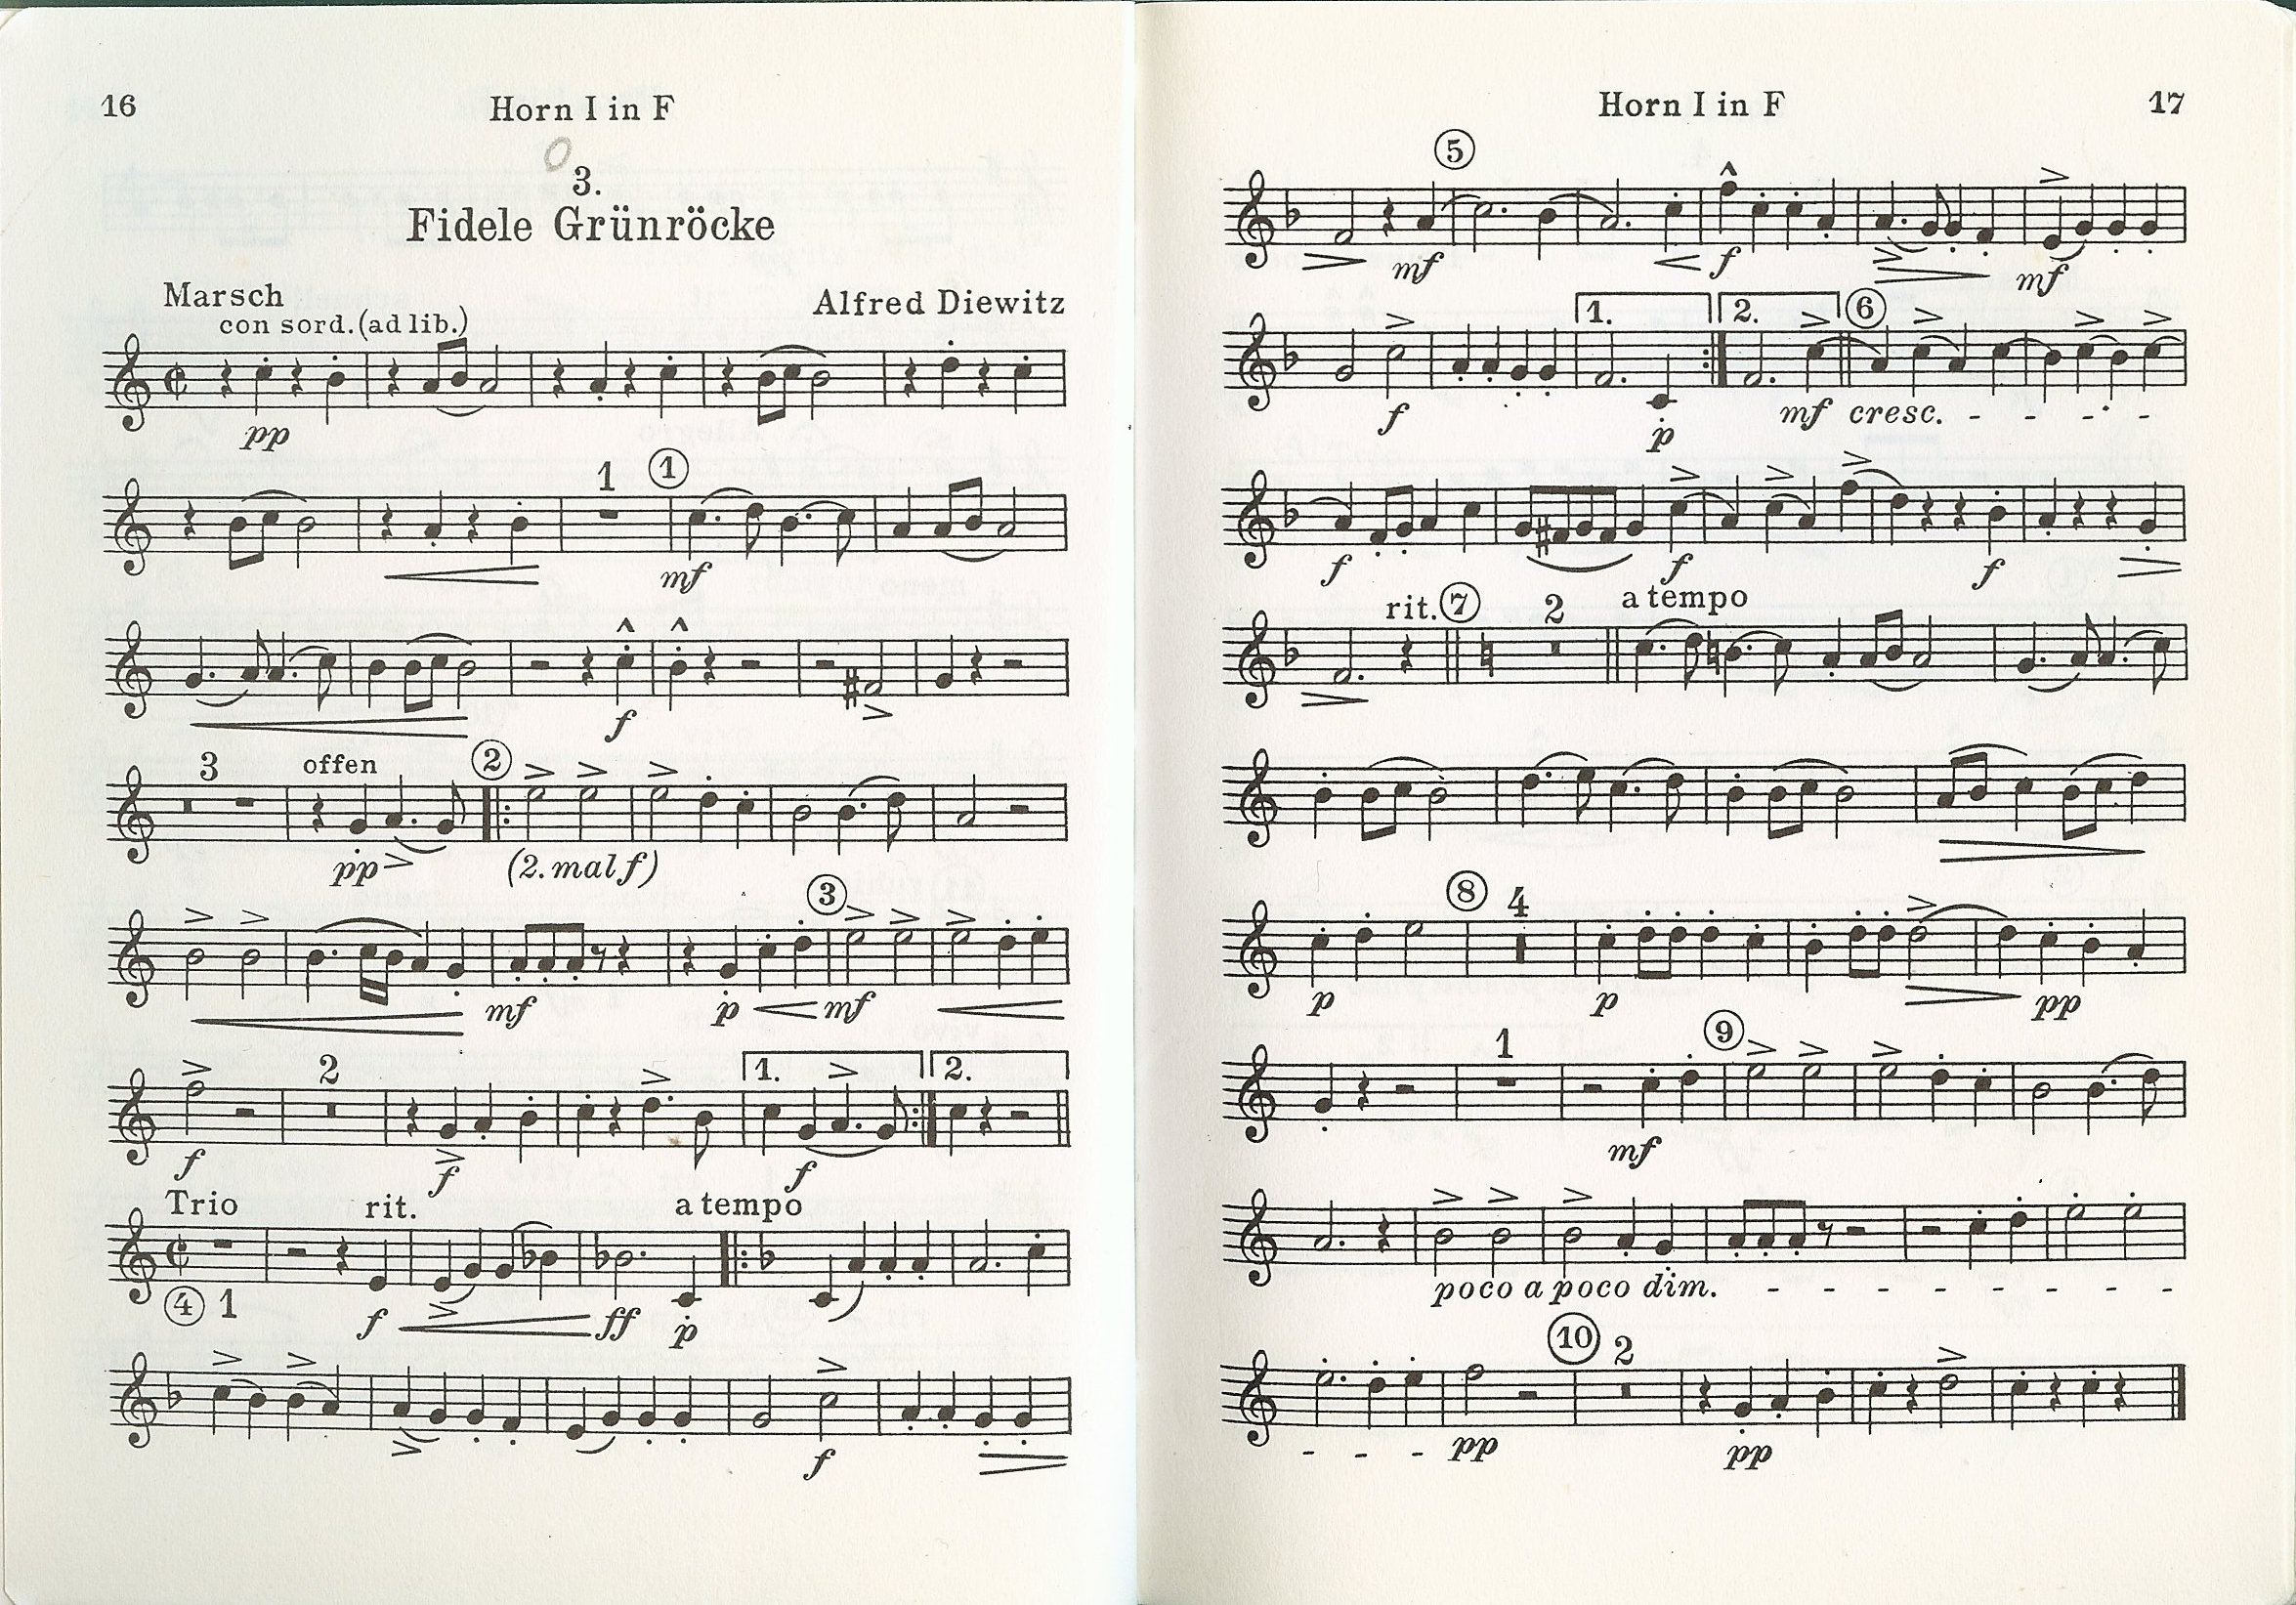 16
Horn I in F
3.
Fidele Grünröcke
Marsch
Alfred Diewitz
con sord. (ad lib.)
pp
1 1
mf
f
3 offen 2
pp (2. mal f)
3
mf p mf
2 1. 2.
f f f
Trio rit. a tempo
4 1 f ff p
f
Horn I in F
17
5
mf f mf
1. 2. 6
f p mf cresc. - - - -
f f f
rit. 7 2 a tempo
8 4
p p pp
1 9
mf
poco a poco dim. - - - - - - - -
10 2
- - - pp pp